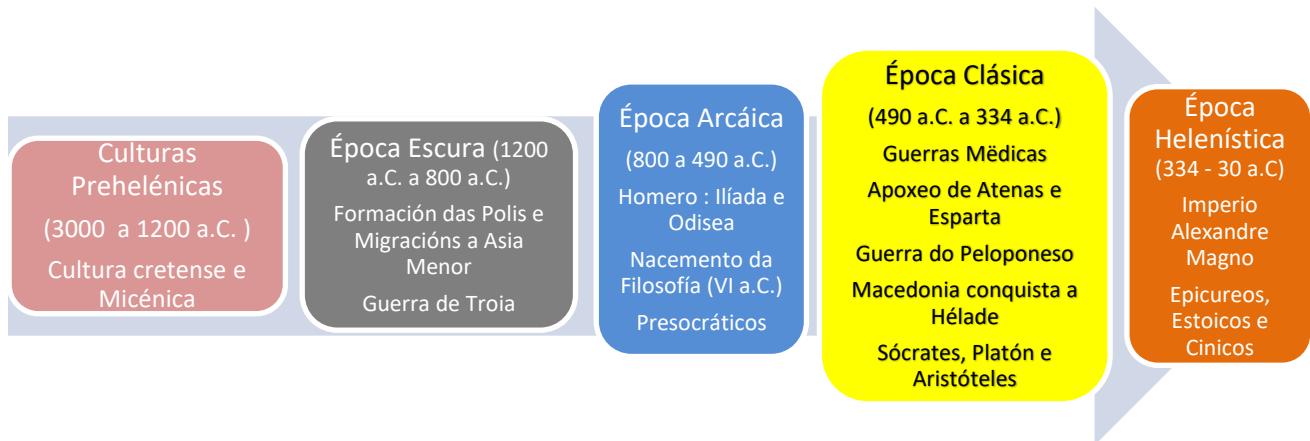 Culturas
Prehelénicas
(3000 a 1200 a.C. )
Cultura cretense e
Micénica
Época Escura (1200
a.C. a 800 a.C.)
Formación das Polis e
Migracións a Asia
Menor
Guerra de Troia
Época Arcáica
(800 a 490 a.C.)
Homero : Ilíada e
Odisea
Nacemento da
Filosofía (VI a.C.)
Presocráticos
Época Clásica
(490 a.C. a 334 a.C.)
Guerras Mëdicas
Apoxeo de Atenas e
Esparta
Guerra do Peloponeso
Macedonia conquista a
Hélade
Sócrates, Platón e
Aristóteles
Época
Helenística
(334 - 30 a.C)
Imperio
Alexandre
Magno
Epicureos,
Estoicos e
Cinicos